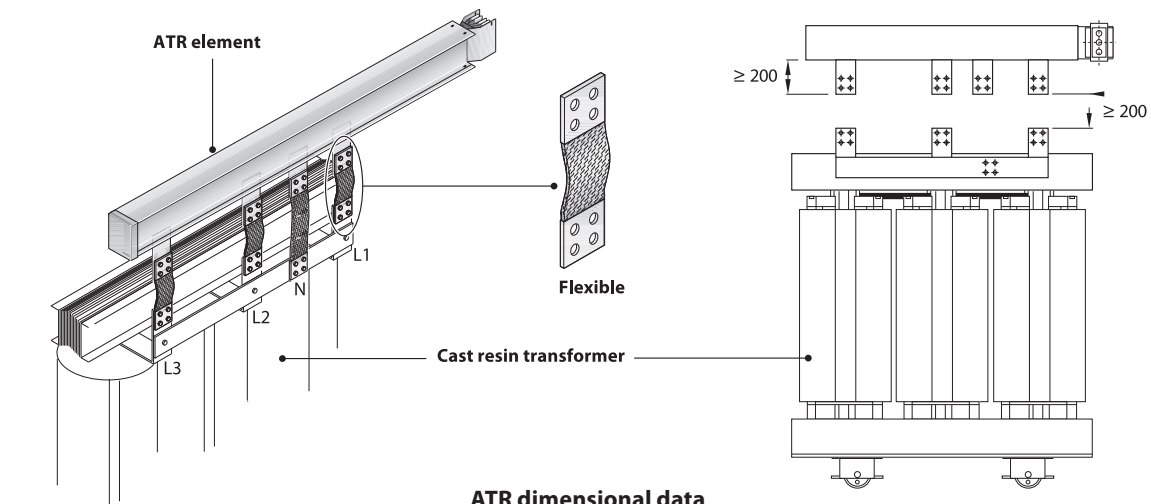 ATR element
≥ 200
≥ 200
L1
Flexible
N
L2
Cast resin transformer
L3
ATR dimensional data